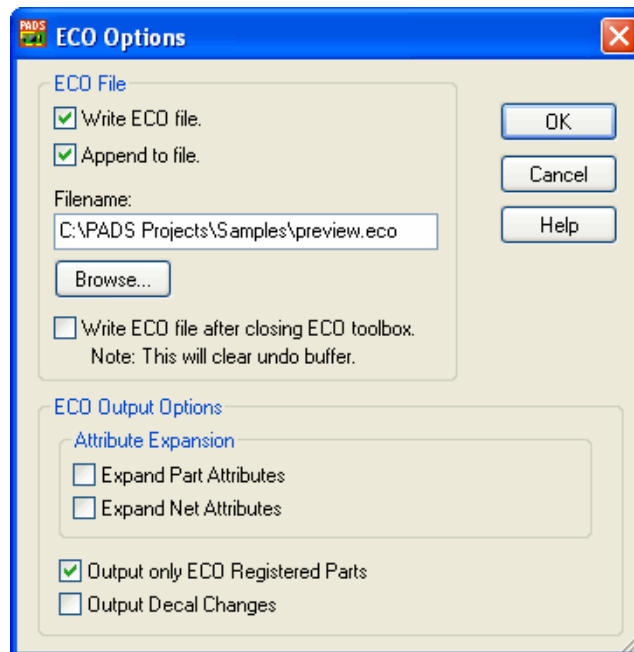 PADS
ECO Options
ECO File
Write ECO file.
Append to file.
Filename:
C:\PADS Projects\Samples\preview.eco
Browse...
Write ECO file after closing ECO toolbox.
Note: This will clear undo buffer.
OK
Cancel
Help
ECO Output Options
Attribute Expansion
Expand Part Attributes
Expand Net Attributes
Output only ECO Registered Parts
Output Decal Changes